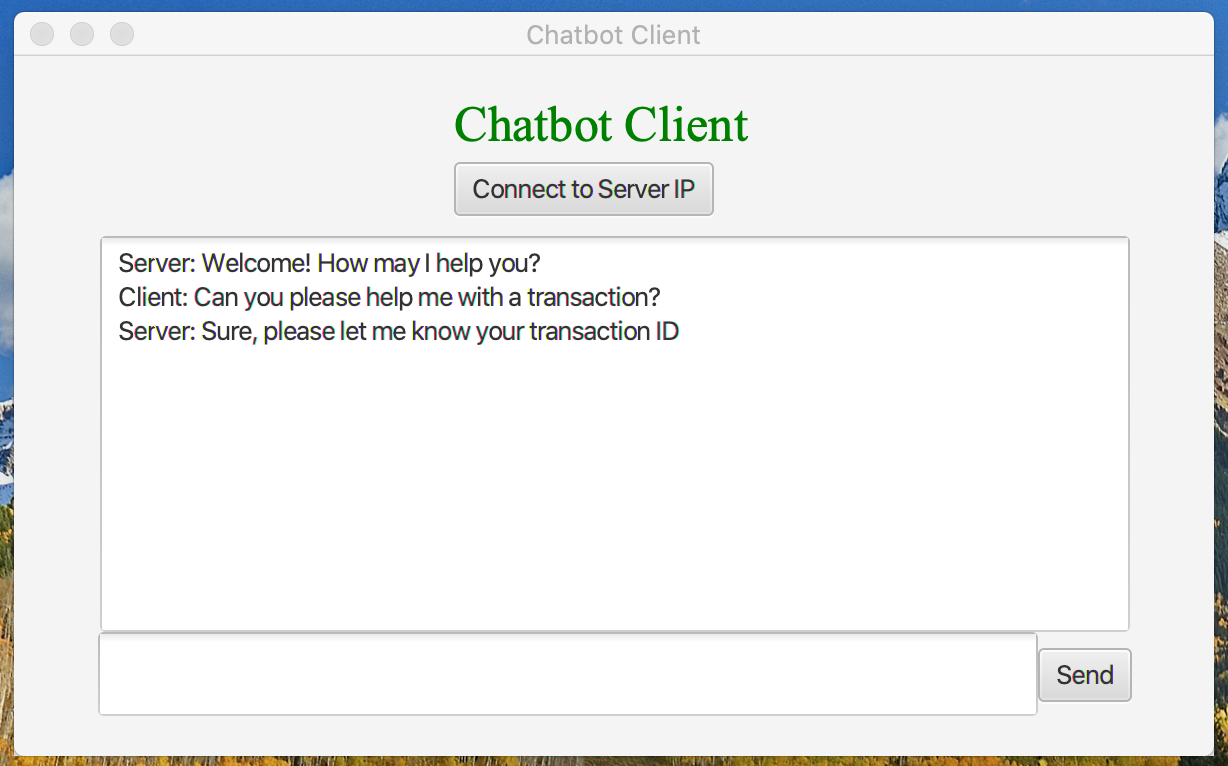 Chatbot Client
Chatbot Client
Connect to Server IP
Server: Welcome! How may I help you?
Client: Can you please help me with a transaction?
Server: Sure, please let me know your transaction ID
Send